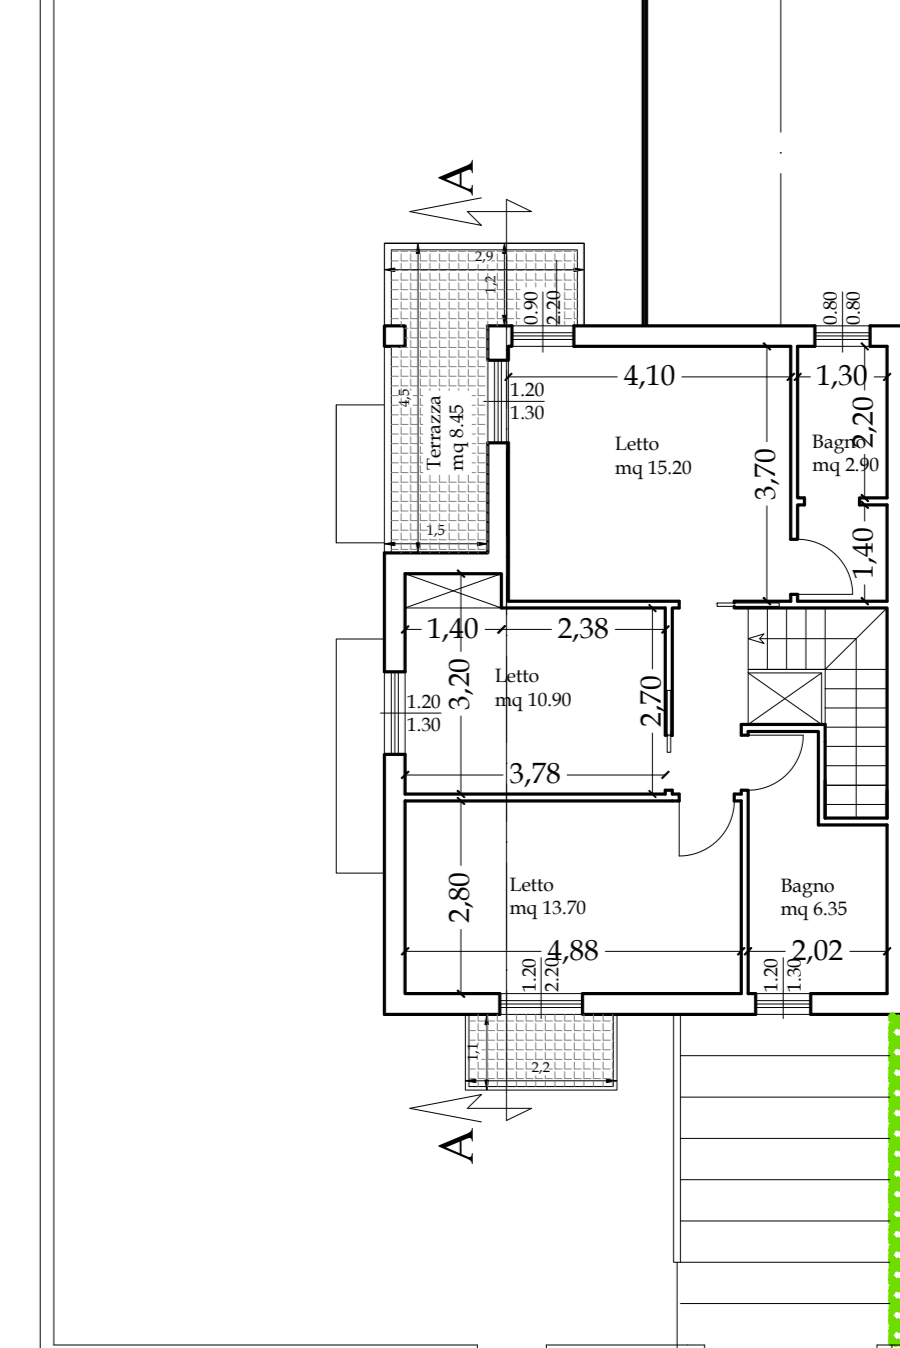 A
2,9
1,2
0.90
2.20
0.80
0.80
4,10
1,30
1.20
1.30
4,5
Terrazza
mq 8.45
2,20
Letto
mq 15.20
Bagno
mq 2.90
3,70
1,5
1,40
1,40
2,38
3,20
Letto
mq 10.90
2,70
1.20
1.30
3,78
2,80
Letto
mq 13.70
Bagno
mq 6.35
4,88
2,02
1.20
2.20
1.20
1.30
1,1
2,2
A